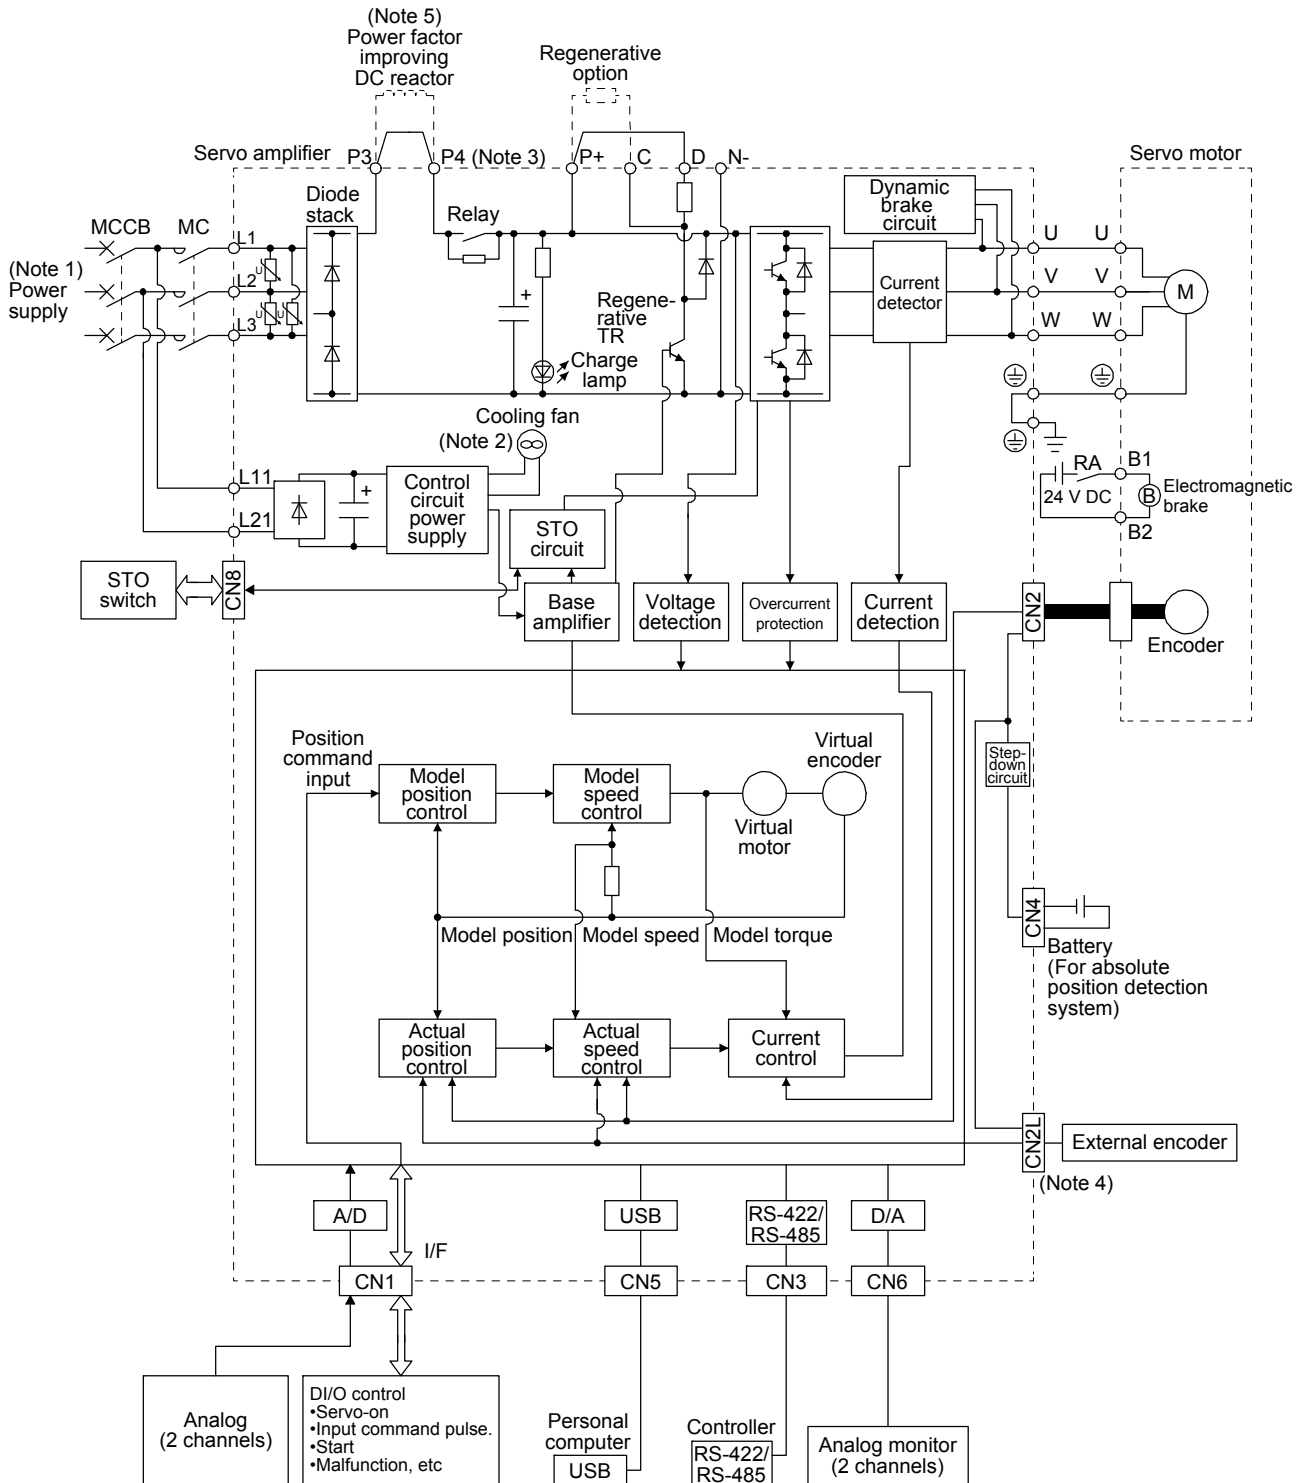 (Note 5)
Power factor
improving
DC reactor
Regenerative
option
Servo amplifier
P3
P4 (Note 3)
P+
C
D
N-
Servo motor
Diode
stack
Dynamic
brake
circuit
MCCB
MC
Relay
L1
U
U
(Note 1)
Power
supply
U
L2
+
Regene-
rative
TR
Current
detector
V
V
M
U
U
L3
W
W
Charge
lamp
Cooling fan
(Note 2)
L11
+
Control
circuit
power
supply
RA
B1
24 V DC
B
Electromagnetic
brake
B2
L21
STO
circuit
STO
switch
CN8
Base
amplifier
Voltage
detection
Overcurrent
protection
Current
detection
CN2
Encoder
Position
command
input
Virtual
encoder
Step-
down
circuit
Model
position
control
Model
speed
control
Virtual
motor
CN4
Model position
Model speed
Model torque
Battery
(For absolute
position detection
system)
Actual
position
control
Actual
speed
control
Current
control
CN2L
External encoder
(Note 4)
A/D
I/F
USB
RS-422/
RS-485
D/A
CN1
CN5
CN3
CN6
Analog
(2 channels)
DI/O control
•Servo-on
•Input command pulse.
•Start
•Malfunction, etc
Personal
computer
USB
Controller
RS-422/
RS-485
Analog monitor
(2 channels)